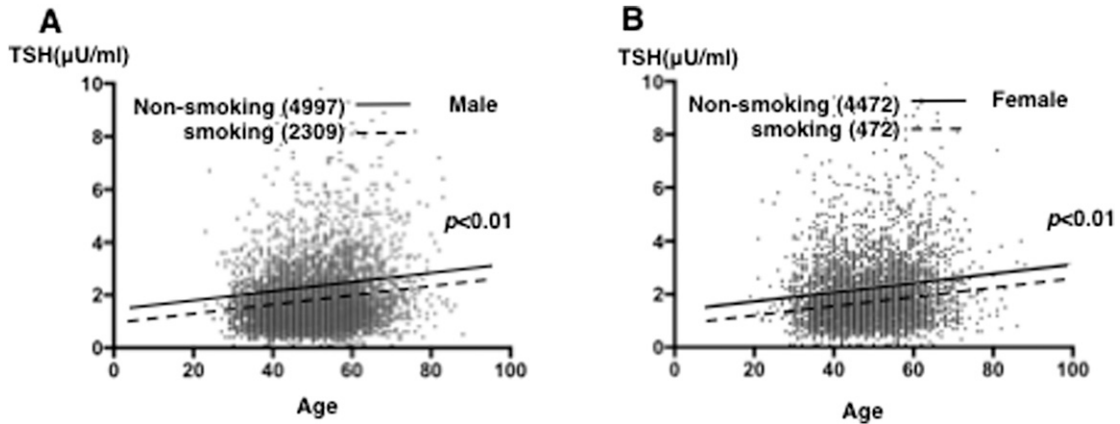 A
TSH(µU/ml)
10
8
6
4
2
0
Non-smoking (4997)
smoking (2309)
Male
p<0.01
0 20 40 60 80 100
Age
B
TSH(µU/ml)
10
8
6
4
2
0
Non-smoking (4472)
smoking (472)
Female
p<0.01
0 20 40 60 80 100
Age